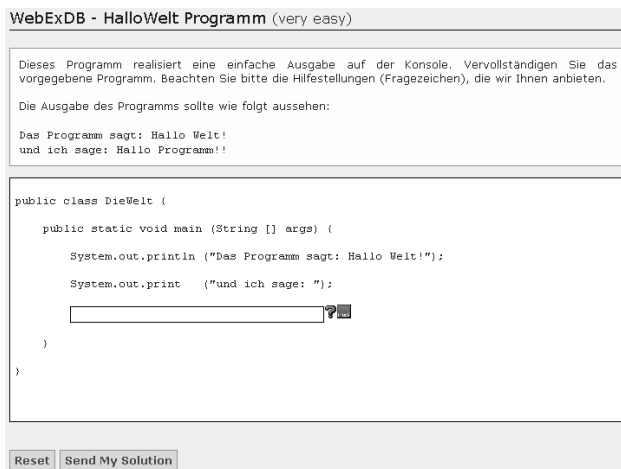 WebExDB - HalloWelt Programm (very easy)
Dieses Programm realisiert eine einfache Ausgabe auf der Konsole. Vervollständigen Sie das
vorgegebene Programm. Beachten Sie bitte die Hilfestellungen (Fragezeichen), die wir Ihnen anbieten.
Die Ausgabe des Programms sollte wie folgt aussehen:
Das Programm sagt: Hallo Welt!
und ich sage: Hallo Programm!!
public class DieWelt {
public static void main (String [] args) {
System.out.println ("Das Programm sagt: Hallo Welt!");
System.out.print ("und ich sage: ");
?
}
}
Reset Send My Solution